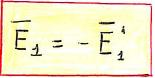 E̅₁ = - E̅₁'